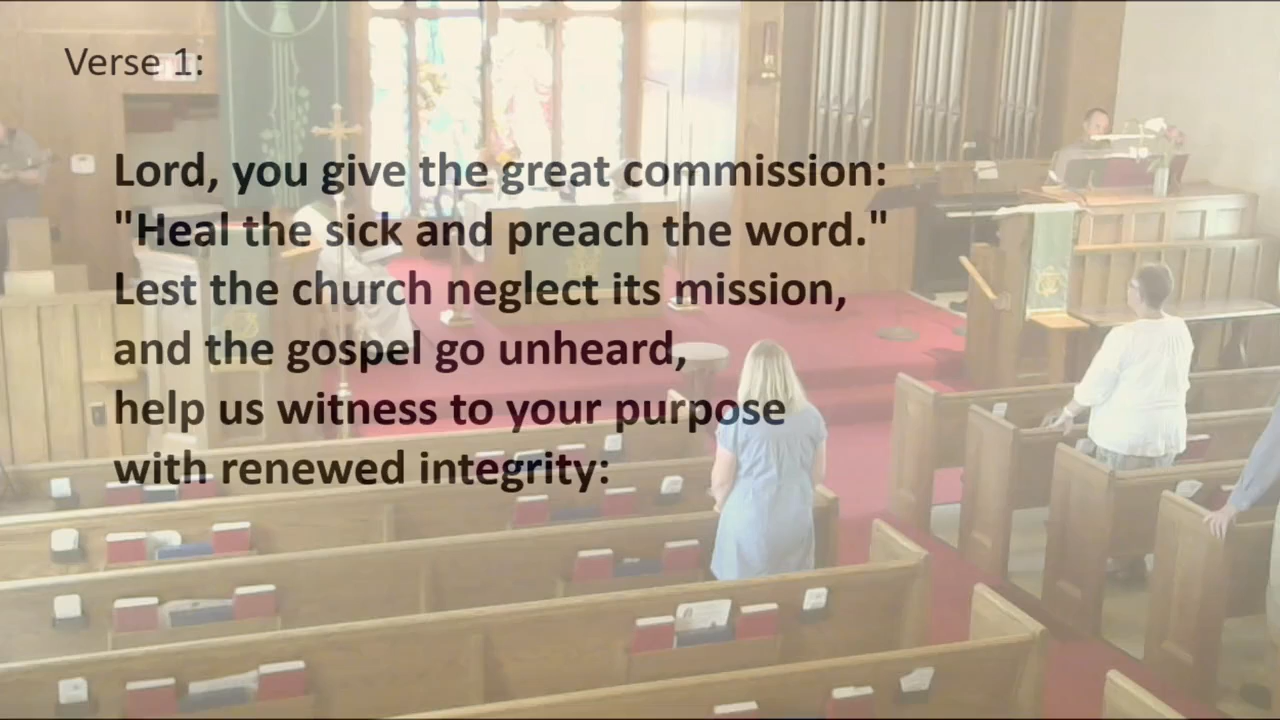 Verse 1:
Lord, you give the great commission:
"Heal the sick and preach the word."
Lest the church neglect its mission,
and the gospel go unheard,
help us witness to your purpose
with renewed integrity: